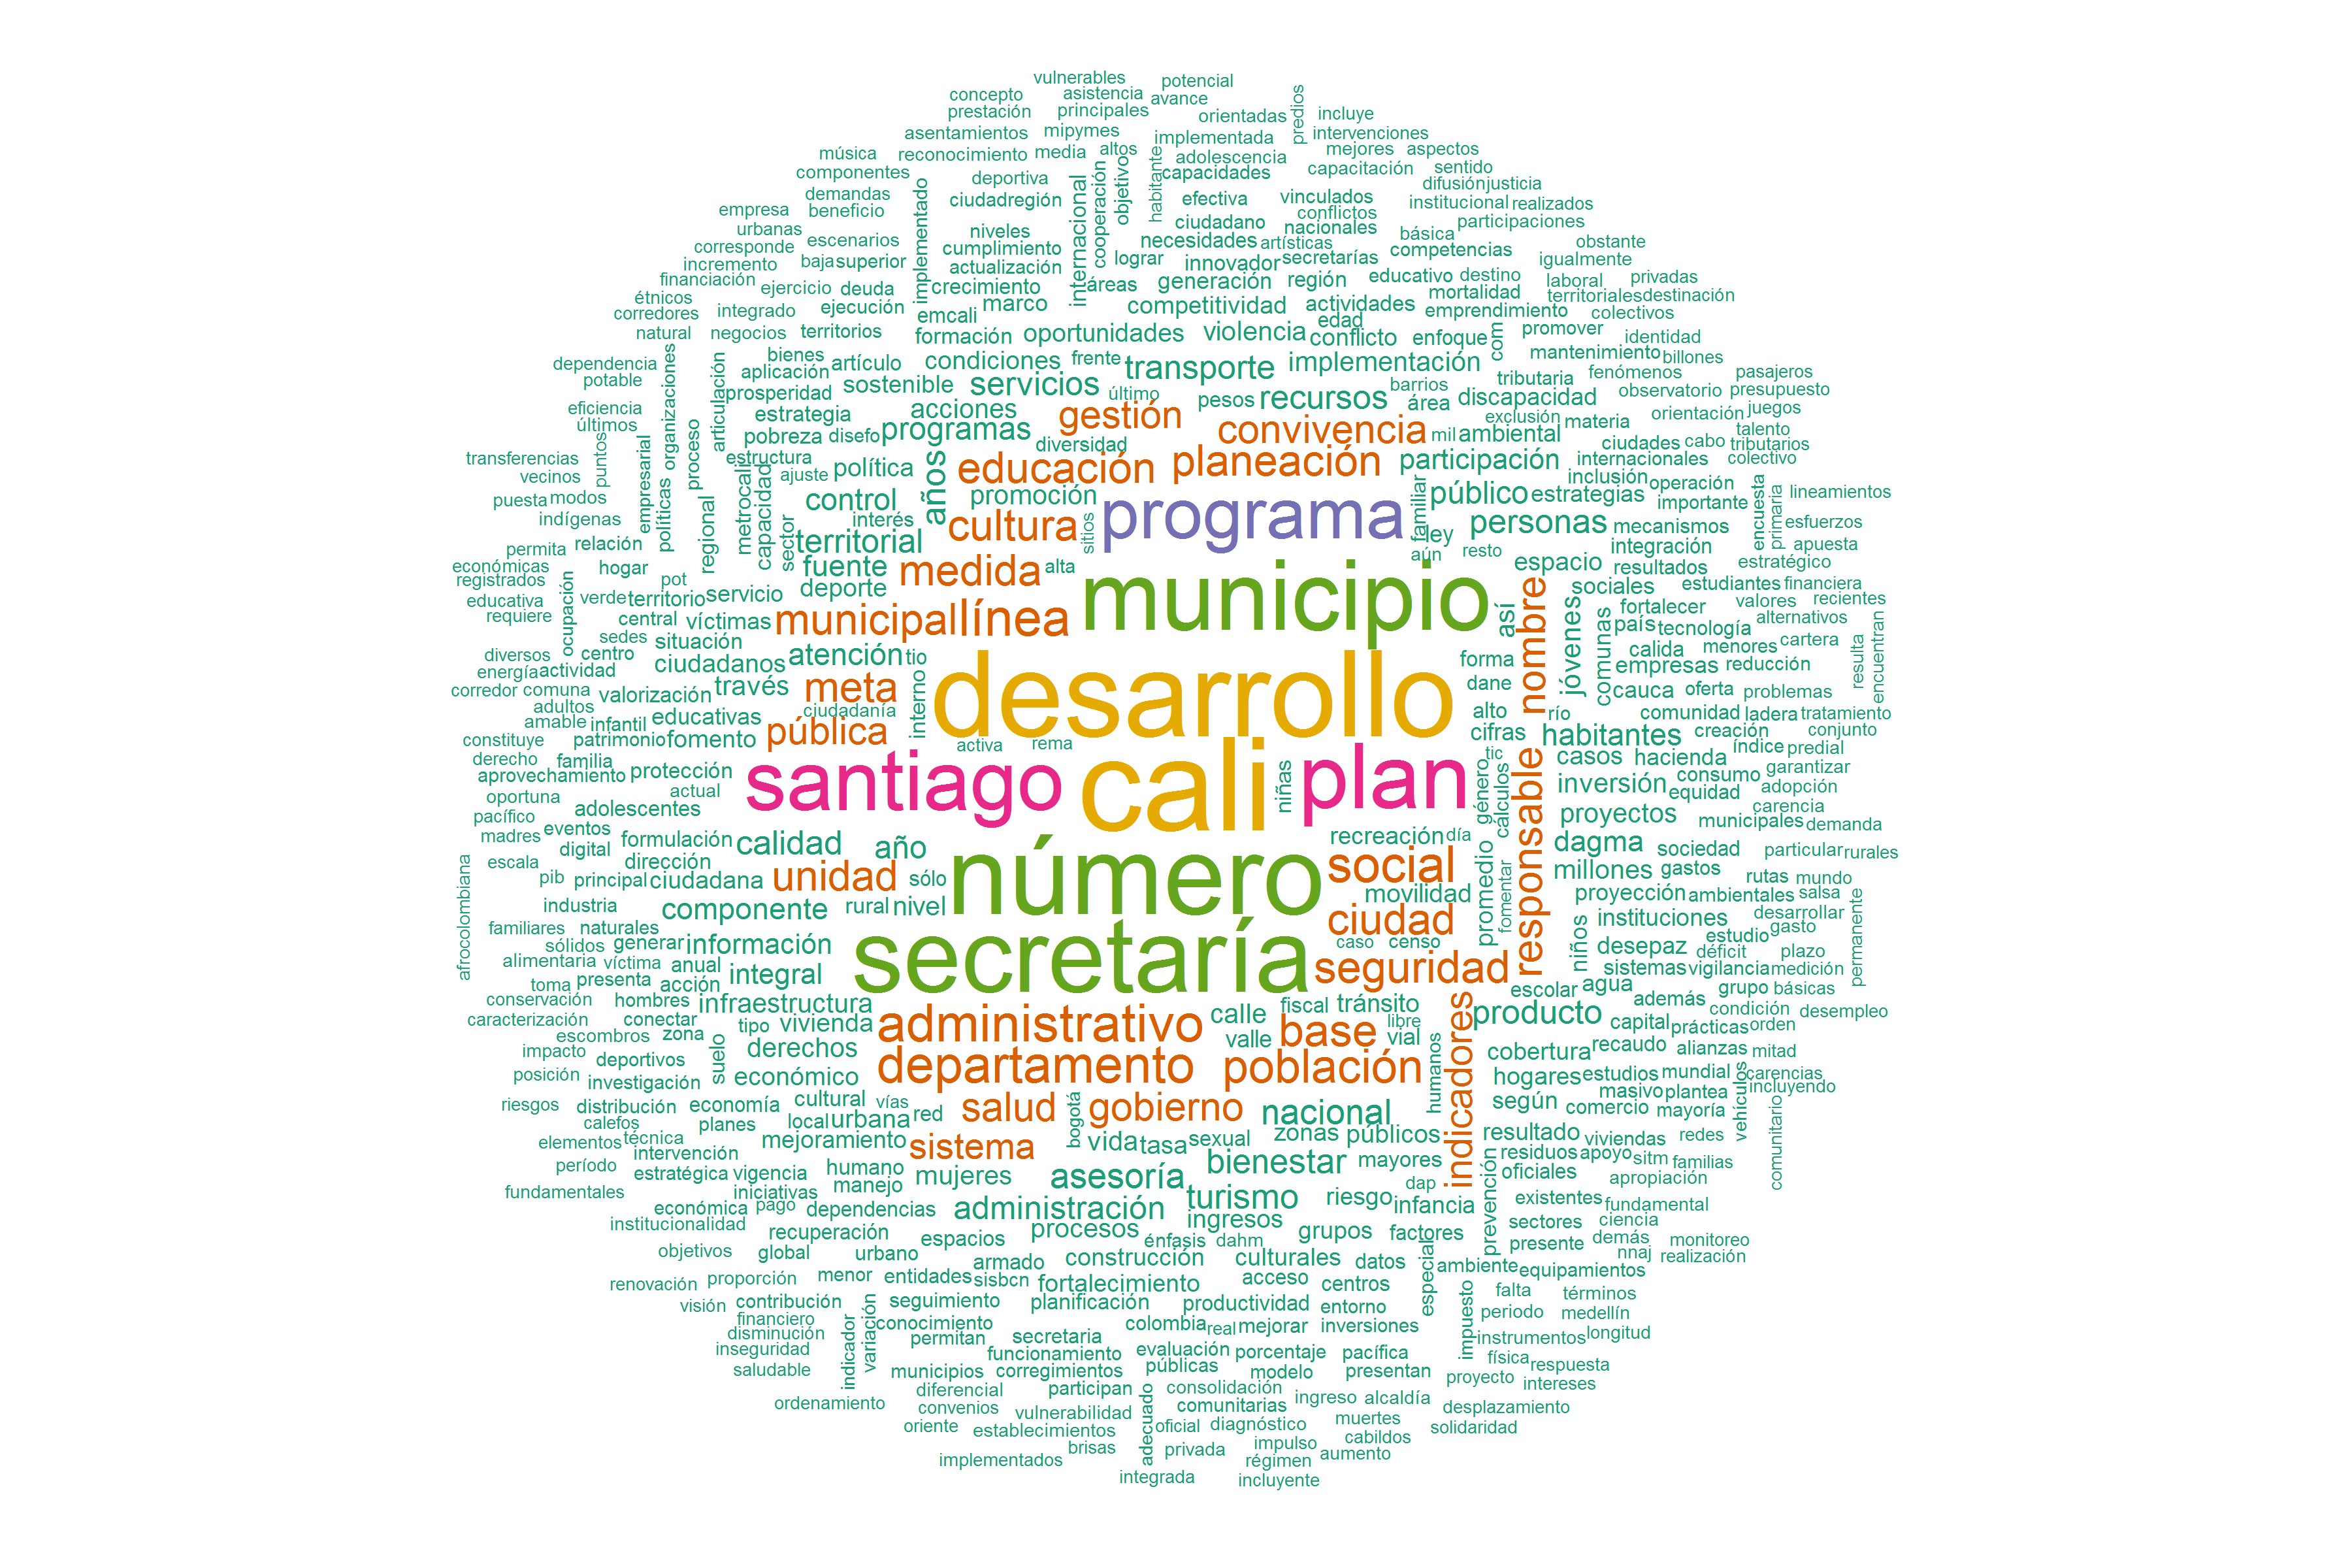 vulnerables
potencial
concepto
asistencia
avance
prestación
principales
predios
orientadas
incluye
asentamientos
mipymes
implementada
intervenciones
música
reconocimiento
media
altos
habitante
adolescencia
mejores
aspectos
componentes
deportiva
capacidades
capacitación
sentido
demandas
implementado
ciudadregión
internacional
cooperación
objetivo
efectiva
vinculados
difusión
justicia
empresa
beneficio
ciudadano
conflictos
institucional
realizados
urbanas
niveles
nacionales
participaciones
corresponde
escenarios
cumplimiento
necesidades
artísticas
básica
competencias
obstante
incremento
baja
superior
actualización
lograr
innovador
secretarías
igualmente
financiación
ejercicio
deuda
crecimiento
áreas
generación
región
educativo
destino
laboral
privadas
étnicos
integrado
ejecución
marco
competitividad
actividades
mortalidad
territoriales
destinación
corredores
emcali
edad
emprendimiento
colectivos
natural
negocios
territorios
formación
oportunidades
violencia
conflicto
enfoque
com
promover
identidad
dependencia
organizaciones
articulación
bienes
artículo
condiciones
frente
transporte
implementación
mantenimiento
billones
potable
aplicación
sostenible
servicios
último
pesos
recursos
barrios
área
tributaria
fenómenos
pasajeros
prosperidad
discapacidad
observatorio
presupuesto
eficiencia
estrategia
acciones
gestión
convivencia
exclusión
materia
orientación
juegos
últimos
pobreza
disefo
programas
diversidad
mil
ambiental
ciudades
cabo
talento
tributarios
transferencias
puntos
empresarial
políticas
proceso
estructura
ajuste
política
años
educación
planeación
participación
internacionales
colectivo
vecinos
metrocali
capacidad
inclusión
operación
puesta
modos
regional
control
promoción
programa
familiar
público
estrategias
importante
encuesta
primaria
lineamientos
indígenas
sector
interés
cultura
sitios
ley
personas
mecanismos
esfuerzos
permita
relación
territorial
aún
resto
integración
apuesta
económicas
hogar
pot
fuente
medida
alta
espacio
resultados
estratégico
registrados
ocupación
deporte
municipio
nombre
sociales
estudiantes
financiera
educativa
verde
territorio
servicio
municipal
línea
así
jóvenes
comunas
fortalecer
valores
recientes
requiere
central
víctimas
país
tecnología
alternativos
sedes
situación
calida
menores
cartera
resulta
encuentran
diversos
centro
ciudadanos
atención
tio
desarrollo
forma
empresas
reducción
energía
actividad
corredor
comuna
valorización
través
meta
interno
dane
cauca
oferta
problemas
adultos
ciudadanía
alto
río
comunidad
ladera
tratamiento
amable
infantil
educativas
pública
cifras
habitantes
creación
conjunto
constituye
patrimonio
fomento
activa
rema
tic
responsable
casos
hacienda
índice
predial
derecho
familia
santiago
cali
niñas
plan
género
cálculos
garantizar
aprovechamiento
protección
inversión
consumo
oportuna
actual
equidad
adopción
adolescentes
carencia
pacífico
proyectos
municipales
demanda
madres
eventos
formulación
calidad
año
número
recreación
día
dagma
sociedad
particular
rurales
digital
escala
dirección
social
promedio
fomentar
millones
gastos
rutas
mundo
afrocolombiana
pib
principal
ciudadana
unidad
sólo
movilidad
proyección
ambientales
salsa
permanente
industria
componente
rural
nivel
ciudad
niños
instituciones
desarrollar
familiares
naturales
gasto
sólidos
generar
información
secretaría
caso
censo
desepaz
estudio
déficit
plazo
alimentaria
víctima
anual
integral
seguridad
sistemas
vigilancia
medición
toma
presenta
acción
escolar
agua
grupo
básicas
conservación
hombres
infraestructura
fiscal
tránsito
indicadores
producto
además
condición
desempleo
caracterización
conectar
tipo
vivienda
administrativo
calle
base
libre
capital
prácticas
orden
escombros
zona
valle
vial
impacto
suelo
derechos
cobertura
recaudo
alianzas
mitad
deportivos
departamento
población
humanos
posición
investigación
económico
hogares
estudios
mundial
vehículos
carencias
masivo
plantea
incluyendo
riesgos
distribución
economía
cultural
vías
red
salud
gobierno
nacional
según
comercio
mayoría
comunitario
calefos
planes
local
urbana
bogotá
elementos
técnica
mejoramiento
sistema
vida
tasa
sexual
zonas
públicos
resultado
viviendas
redes
intervención
residuos
apoyo
sitm
familias
período
estratégica
vigencia
humano
mujeres
asesoría
bienestar
mayores
prevención
oficiales
apropiación
fundamentales
iniciativas
manejo
turismo
riesgo
dap
infancia
existentes
fundamental
económica
pago
dependencias
administración
institucionalidad
recuperación
espacios
procesos
ingresos
grupos
factores
sectores
ciencia
énfasis
dahm
presente
demás
monitoreo
objetivos
global
urbano
armado
construcción
culturales
datos
especial
nnaj
realización
renovación
proporción
menor
entidades
sisbcn
fortalecimiento
acceso
centros
ambiente
equipamientos
visión
contribución
seguimiento
planificación
productividad
entorno
impuesto
falta
términos
financiero
indicador
variación
conocimiento
colombia
real
mejorar
inversiones
periodo
medellín
disminución
permitan
secretaria
instrumentos
longitud
inseguridad
funcionamiento
evaluación
porcentaje
pacífica
física
respuesta
saludable
municipios
corregimientos
públicas
modelo
presentan
proyecto
intereses
ordenamiento
diferencial
participan
consolidación
ingreso
alcaldía
convenios
vulnerabilidad
adecuado
comunitarias
desplazamiento
oriente
establecimientos
oficial
diagnóstico
muertes
solidaridad
brisas
privada
impulso
cabildos
implementados
régimen
aumento
integrada
incluyente